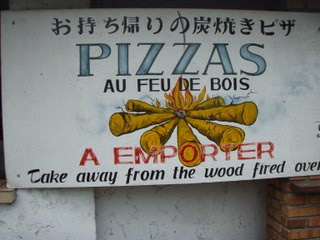 お持ち帰りの炭焼きピザ
PIZZAS
AU FEU DE BOIS
A EMPORTER
Take away from the wood fired oven